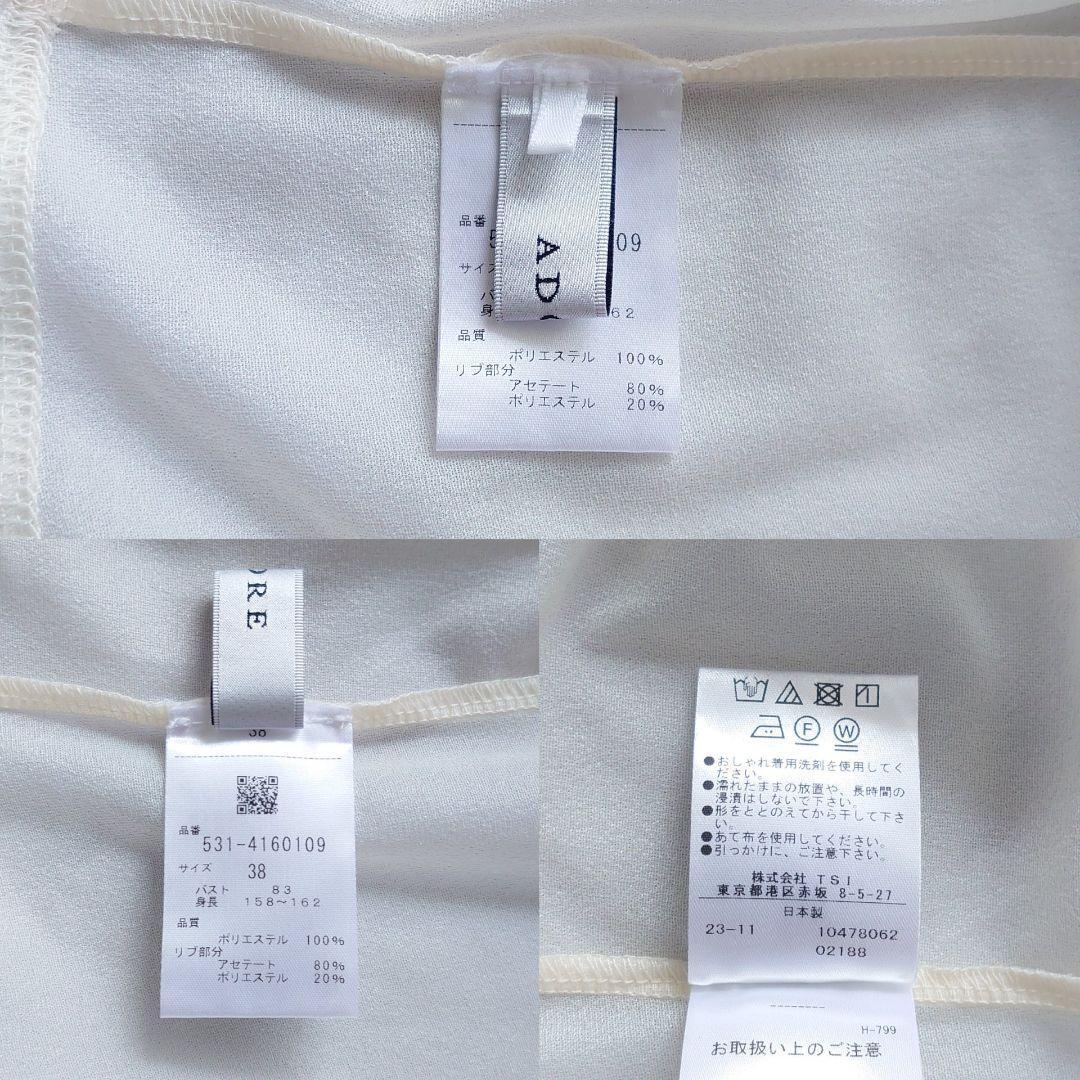 品番
09
サイズ
62
品質
ポリエステル 100%
リブ部分
アセテート 80%
ポリエステル 20%
ORE
38
品番
531-4160109
サイズ 38
バスト 83
身長 158～162
品質
ポリエステル 100%
リブ部分
アセテート 80%
ポリエステル 20%
1
F W
●おしゃれ着用洗剤を使用してく
ださい。
●濡れたままの放置や、長時間の
浸漬はしないで下さい。
●形をととのえてから干して下さ
い。
●あて布を使用してください。
●引っかけに、ご注意下さい。
株式会社 TSI
東京都港区赤坂 8-5-27
日本製
23-11 10478062
02188
H-799
お取扱い上のご注意